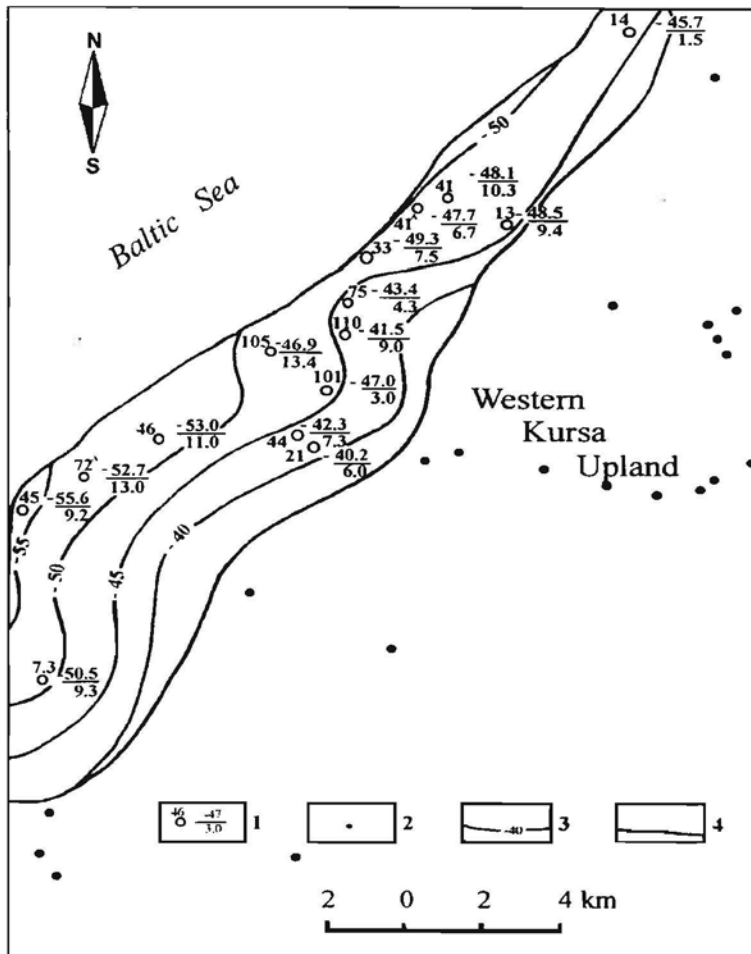 14 - 45.7
1.5
N
S
Baltic Sea
- 50
41 - 48.1
10.3
41` - 47.7
6.7
13 - 48.5
9.4
33 - 49.3
7.5
75 - 43.4
4.3
110 - 41.5
9.0
105 - 46.9
13.4
101 - 47.0
3.0
Western
Kursa
Upland
46 - 53.0
11.0
44 - 42.3
7.3
21 - 40.2
6.0
72` - 52.7
13.0
45 - 55.6
9.2
- 55
- 50
- 45
- 40
7.3 - 50.5
9.3
46 -47
3.0
1
2
-40
3
4
2 0 2 4 km